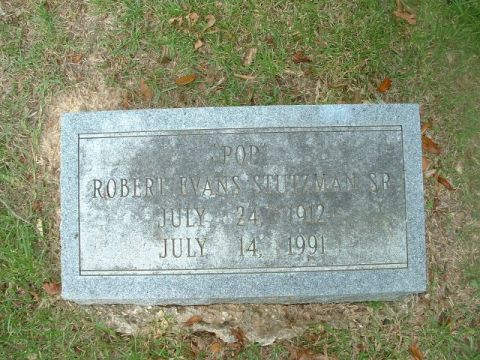 "POP"
ROBERT EVANS STUTZMAN SR
JULY 24, 1912
JULY 14, 1991